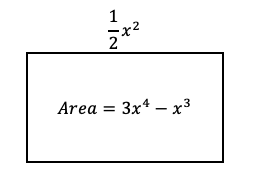 ½x²
Area = 3x⁴ − x³